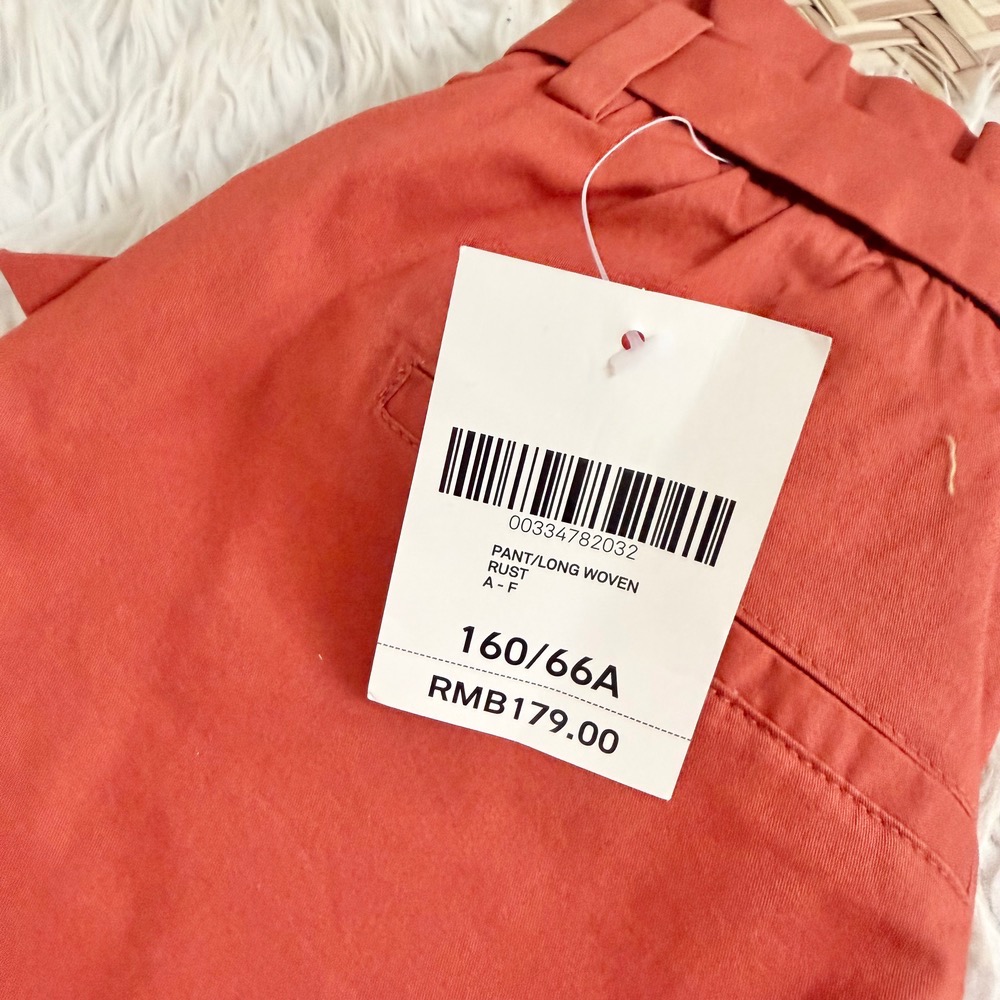 00334782032
PANT/LONG WOVEN
RUST
A - F
160/66A
RMB179.00